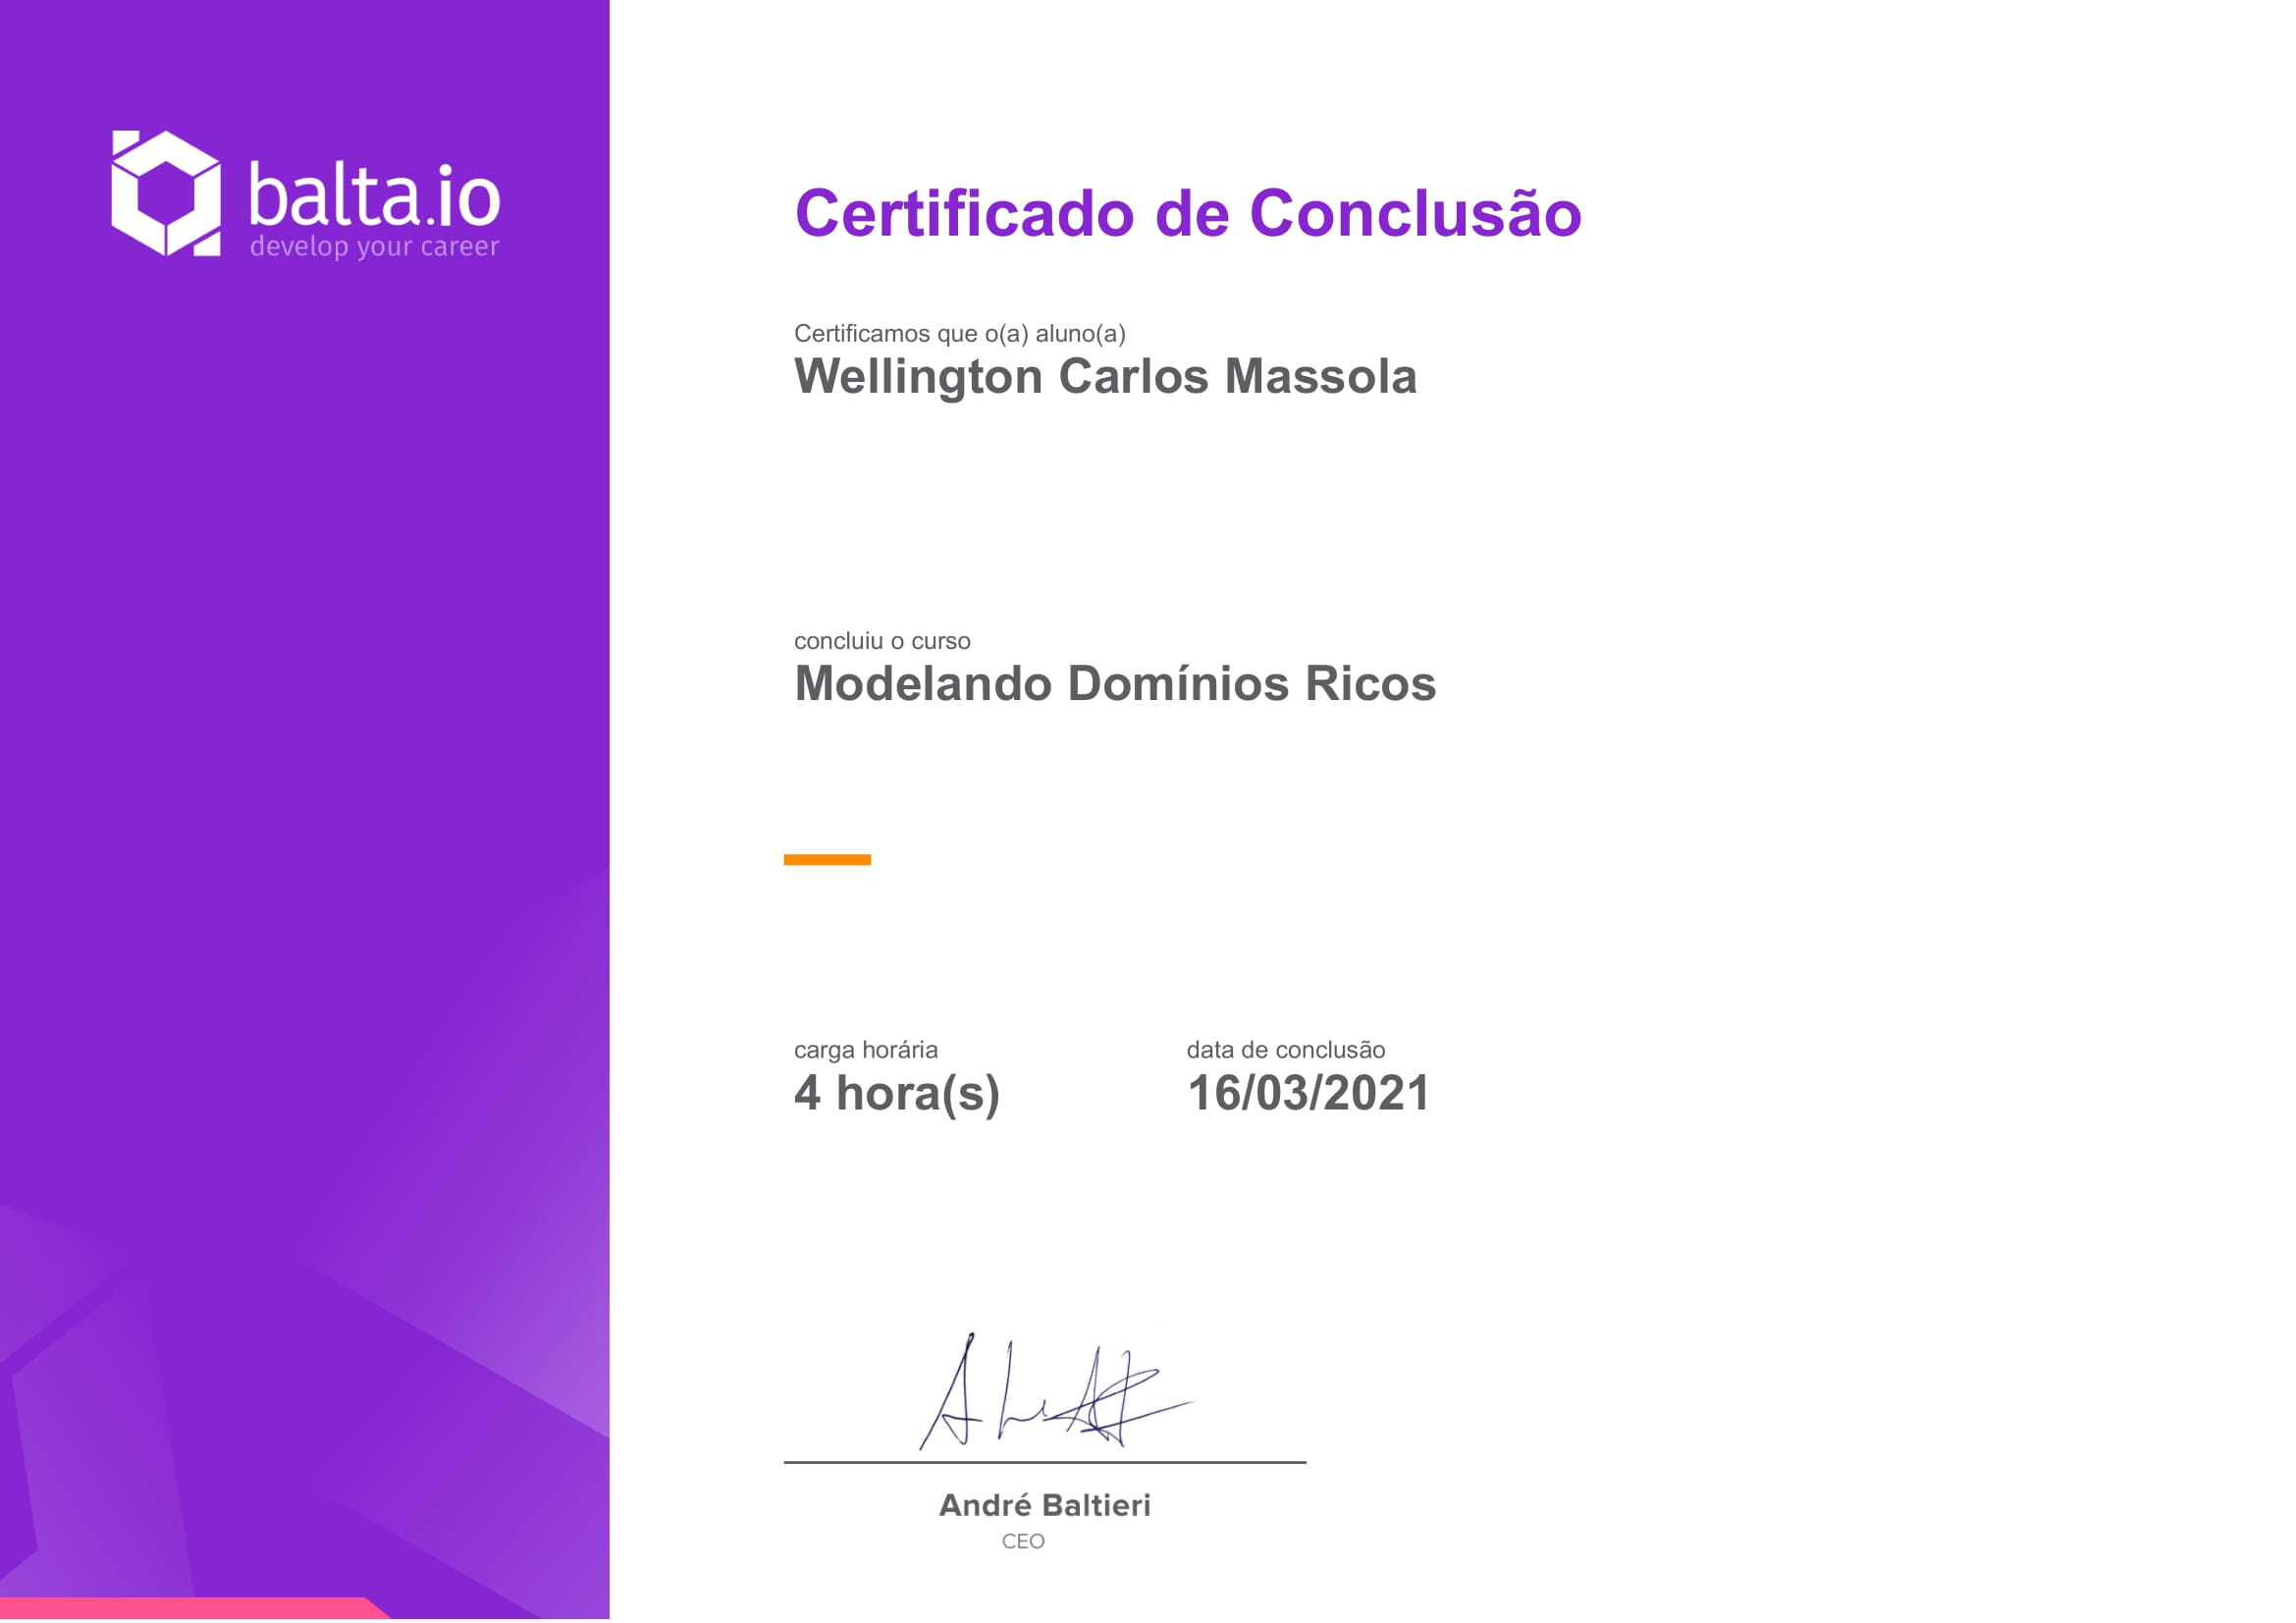 balta.io
develop your career
Certificado de Conclusão
Certificamos que o(a) aluno(a)
Wellington Carlos Massola
concluiu o curso
Modelando Domínios Ricos
carga horária
4 hora(s)
data de conclusão
16/03/2021
André Baltieri
CEO